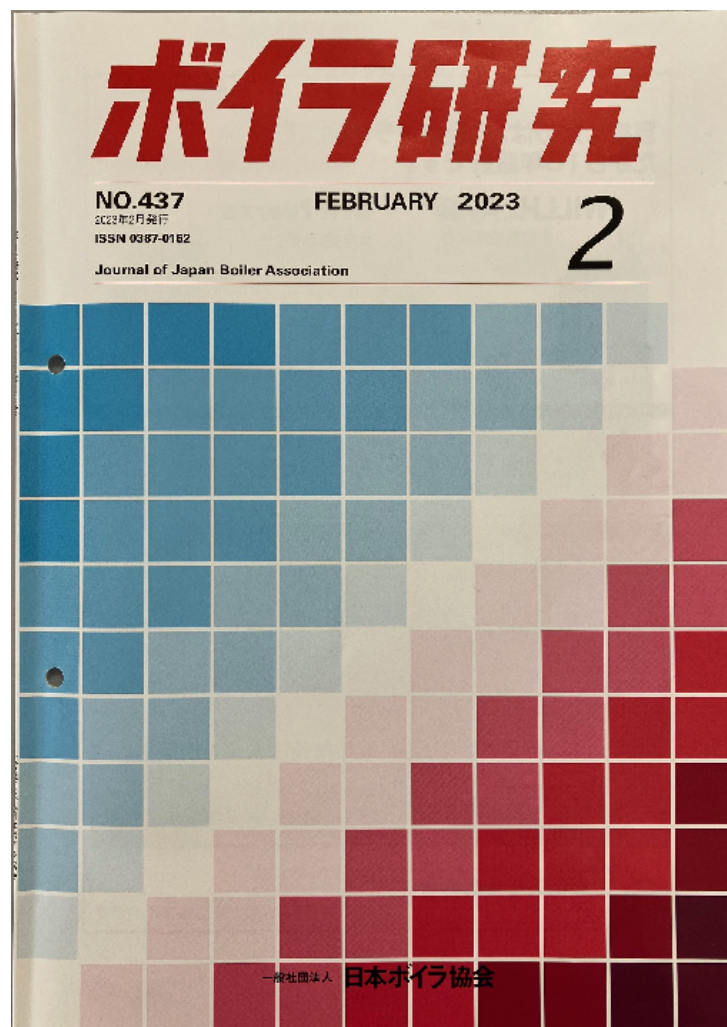 ボイラ研究
NO.437 FEBRUARY 2023 2
2023年2月発行
ISSN 0387-0162
Journal of Japan Boiler Association
一般社団法人 日本ボイラ協会